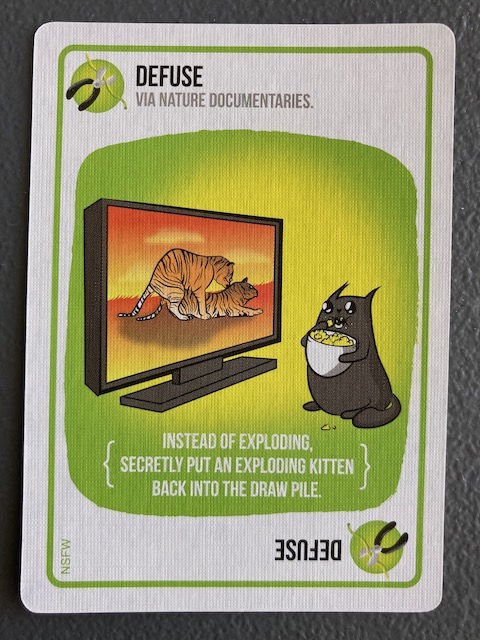 DEFUSE
VIA NATURE DOCUMENTARIES.
INSTEAD OF EXPLODING,
SECRETLY PUT AN EXPLODING KITTEN
BACK INTO THE DRAW PILE.
NSFW
DEFUSE